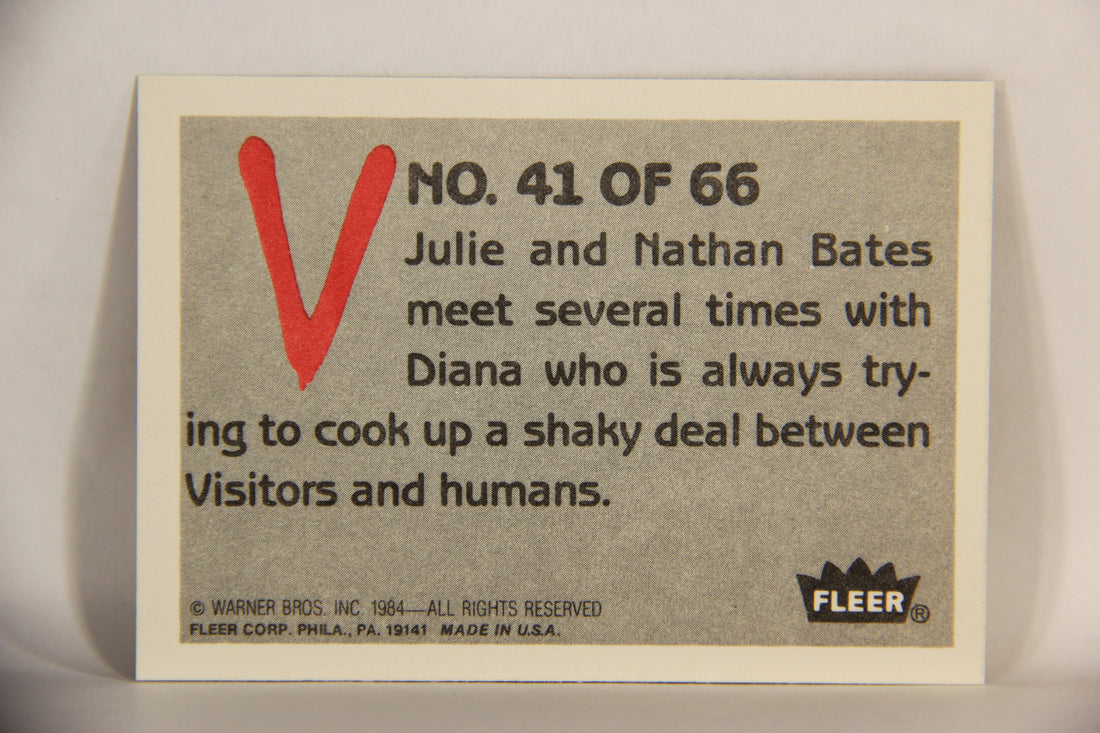 V NO. 41 OF 66
Julie and Nathan Bates
meet several times with
Diana who is always try-
ing to cook up a shaky deal between
Visitors and humans.
© WARNER BROS. INC. 1984—ALL RIGHTS RESERVED
FLEER CORP. PHILA., PA. 19141 MADE IN U.S.A.
FLEER®